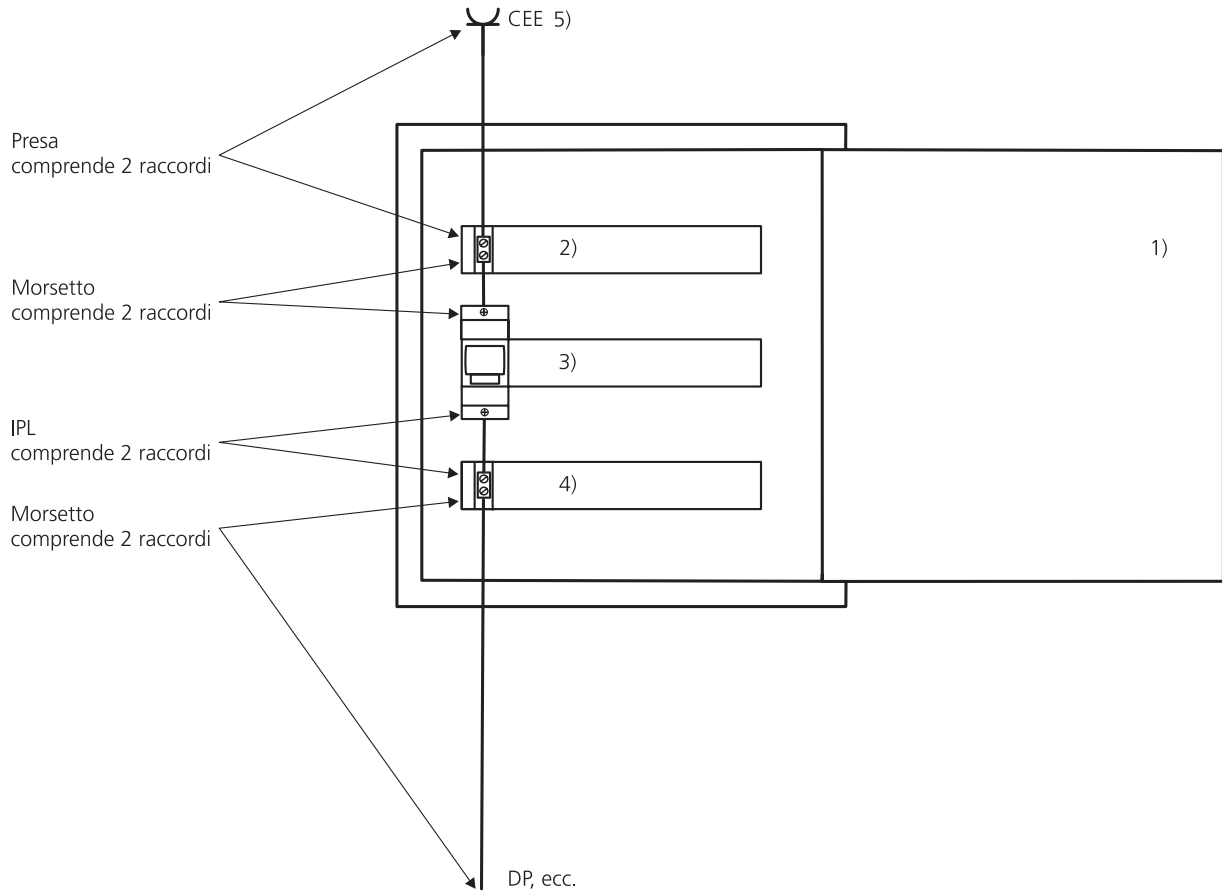 CEE 5)
Presa
comprende 2 raccordi
2)
1)
Morsetto
comprende 2 raccordi
3)
IPL
comprende 2 raccordi
4)
Morsetto
comprende 2 raccordi
DP, ecc.